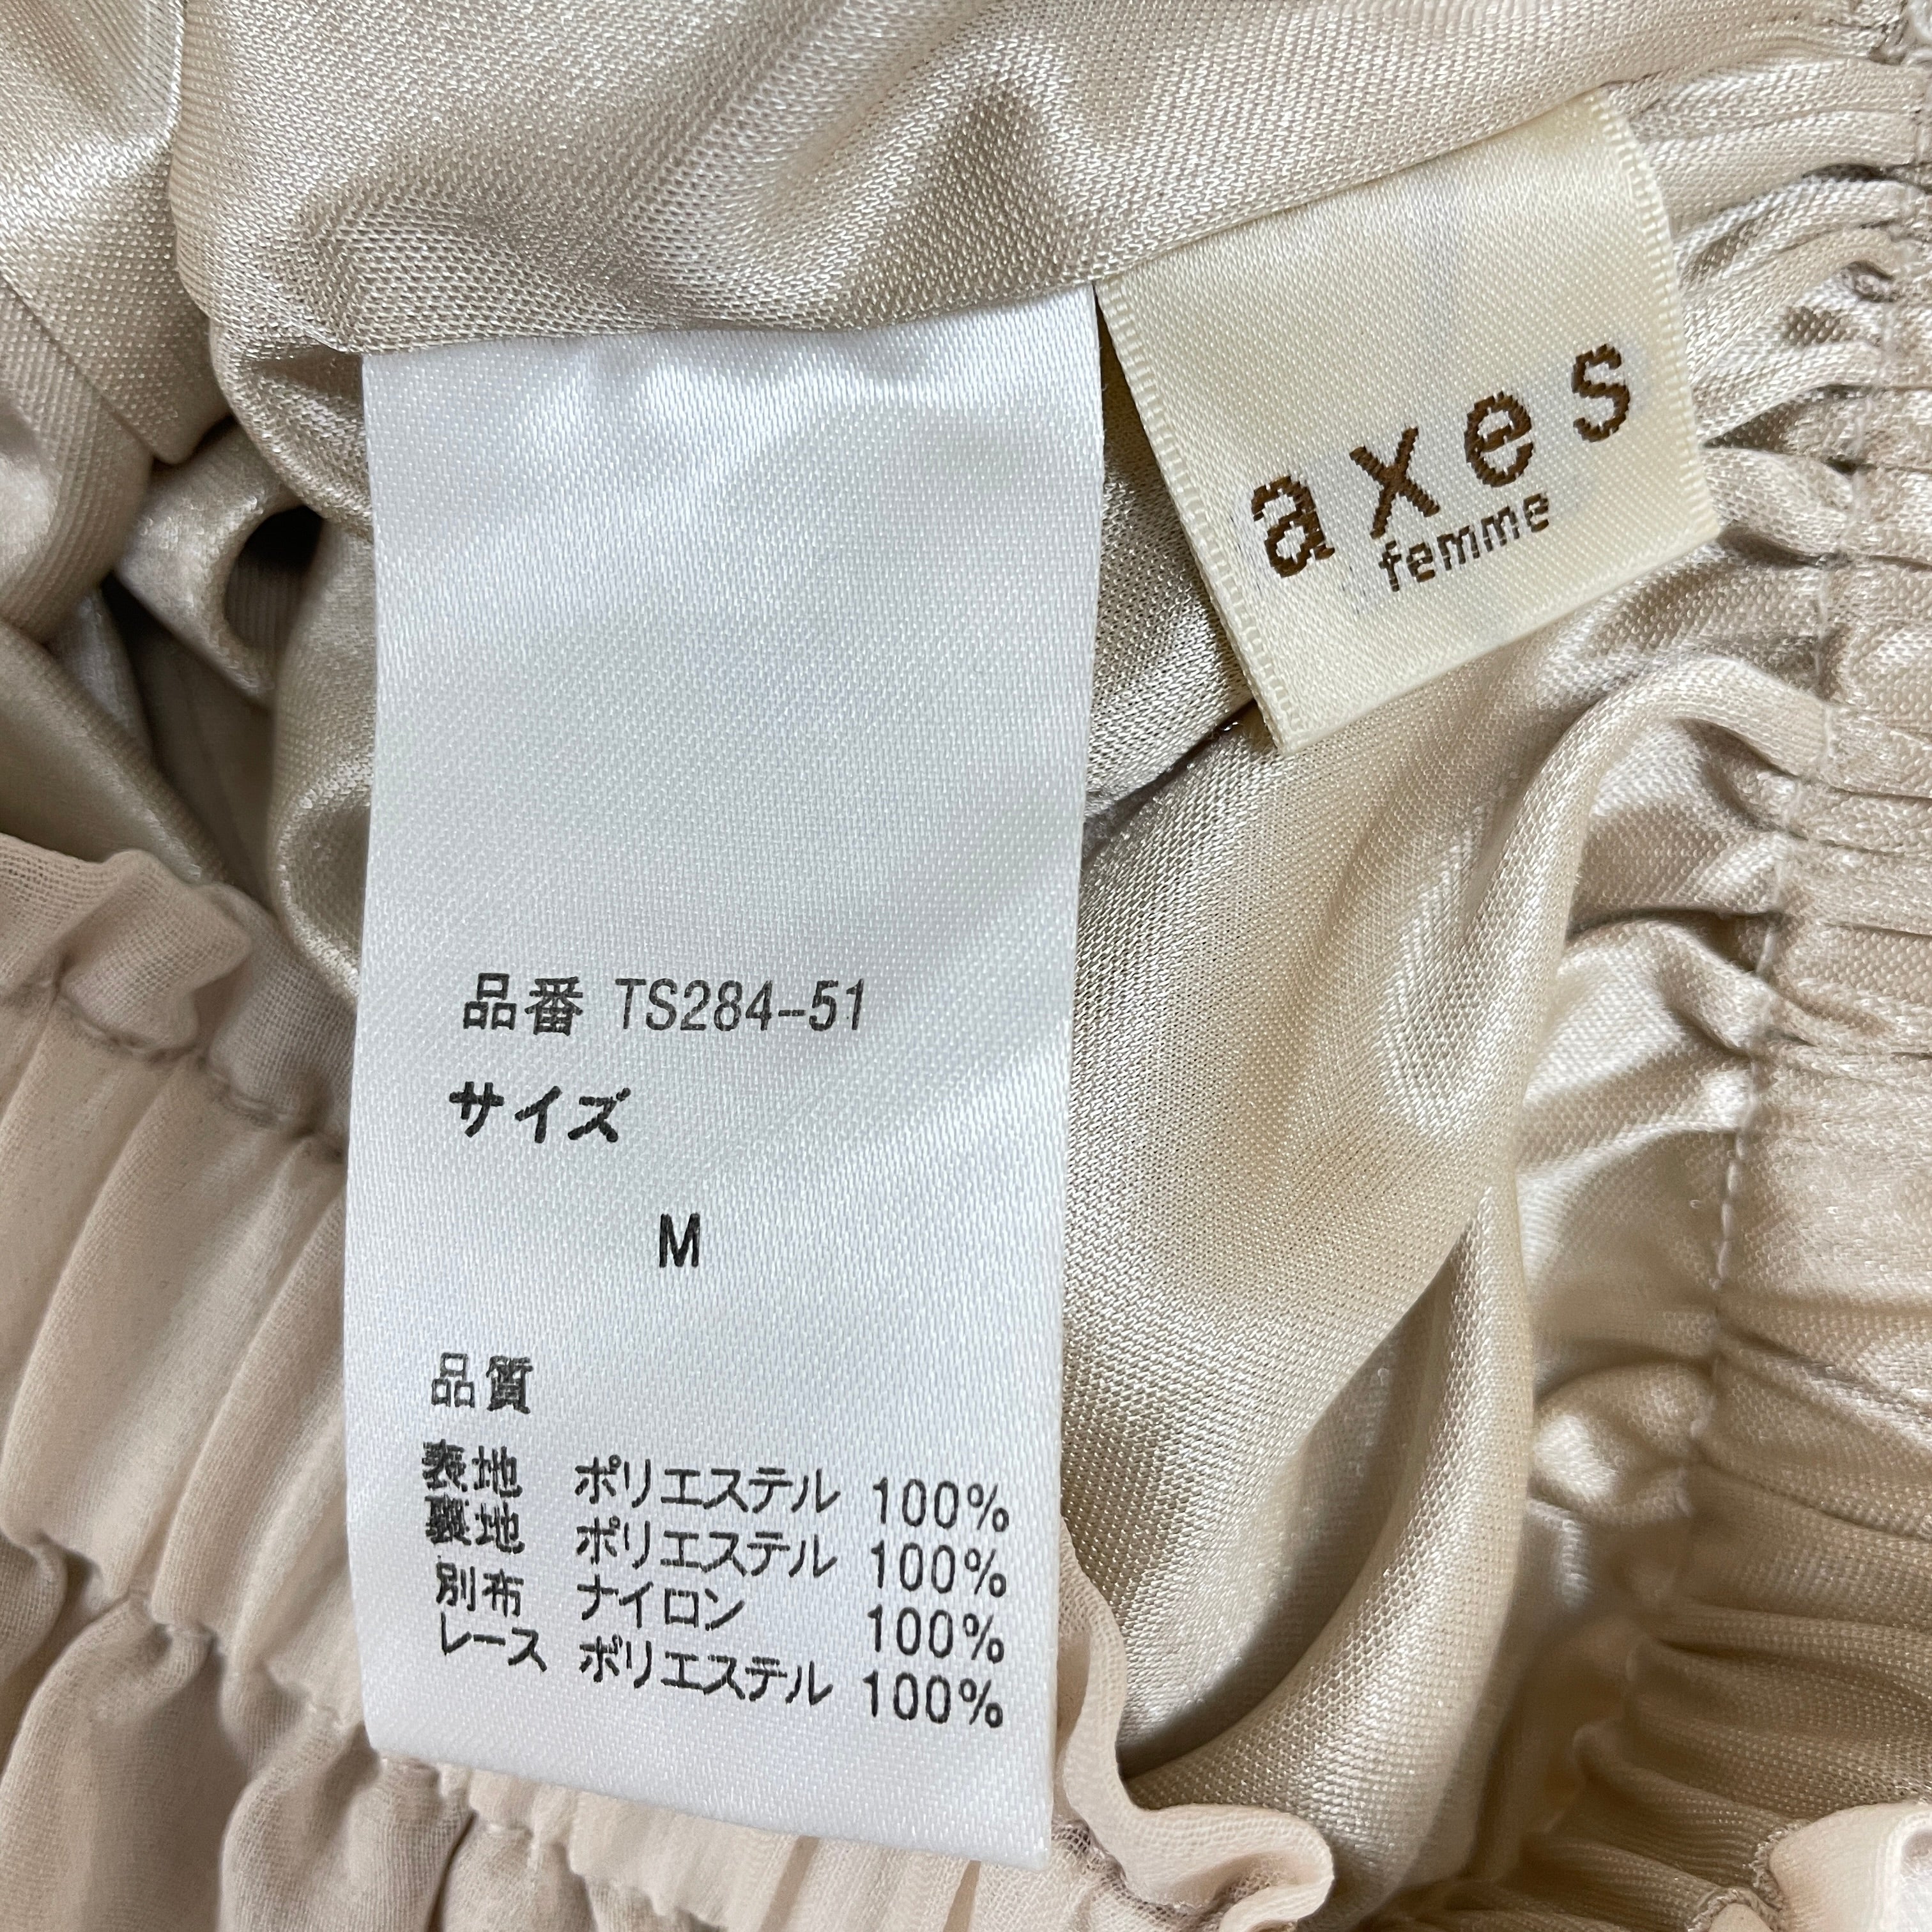 axes
femme
品番 TS284-51
サイズ
M
品質
表地 ポリエステル 100%
裏地 ポリエステル 100%
別布 ナイロン 100%
レース ポリエステル 100%